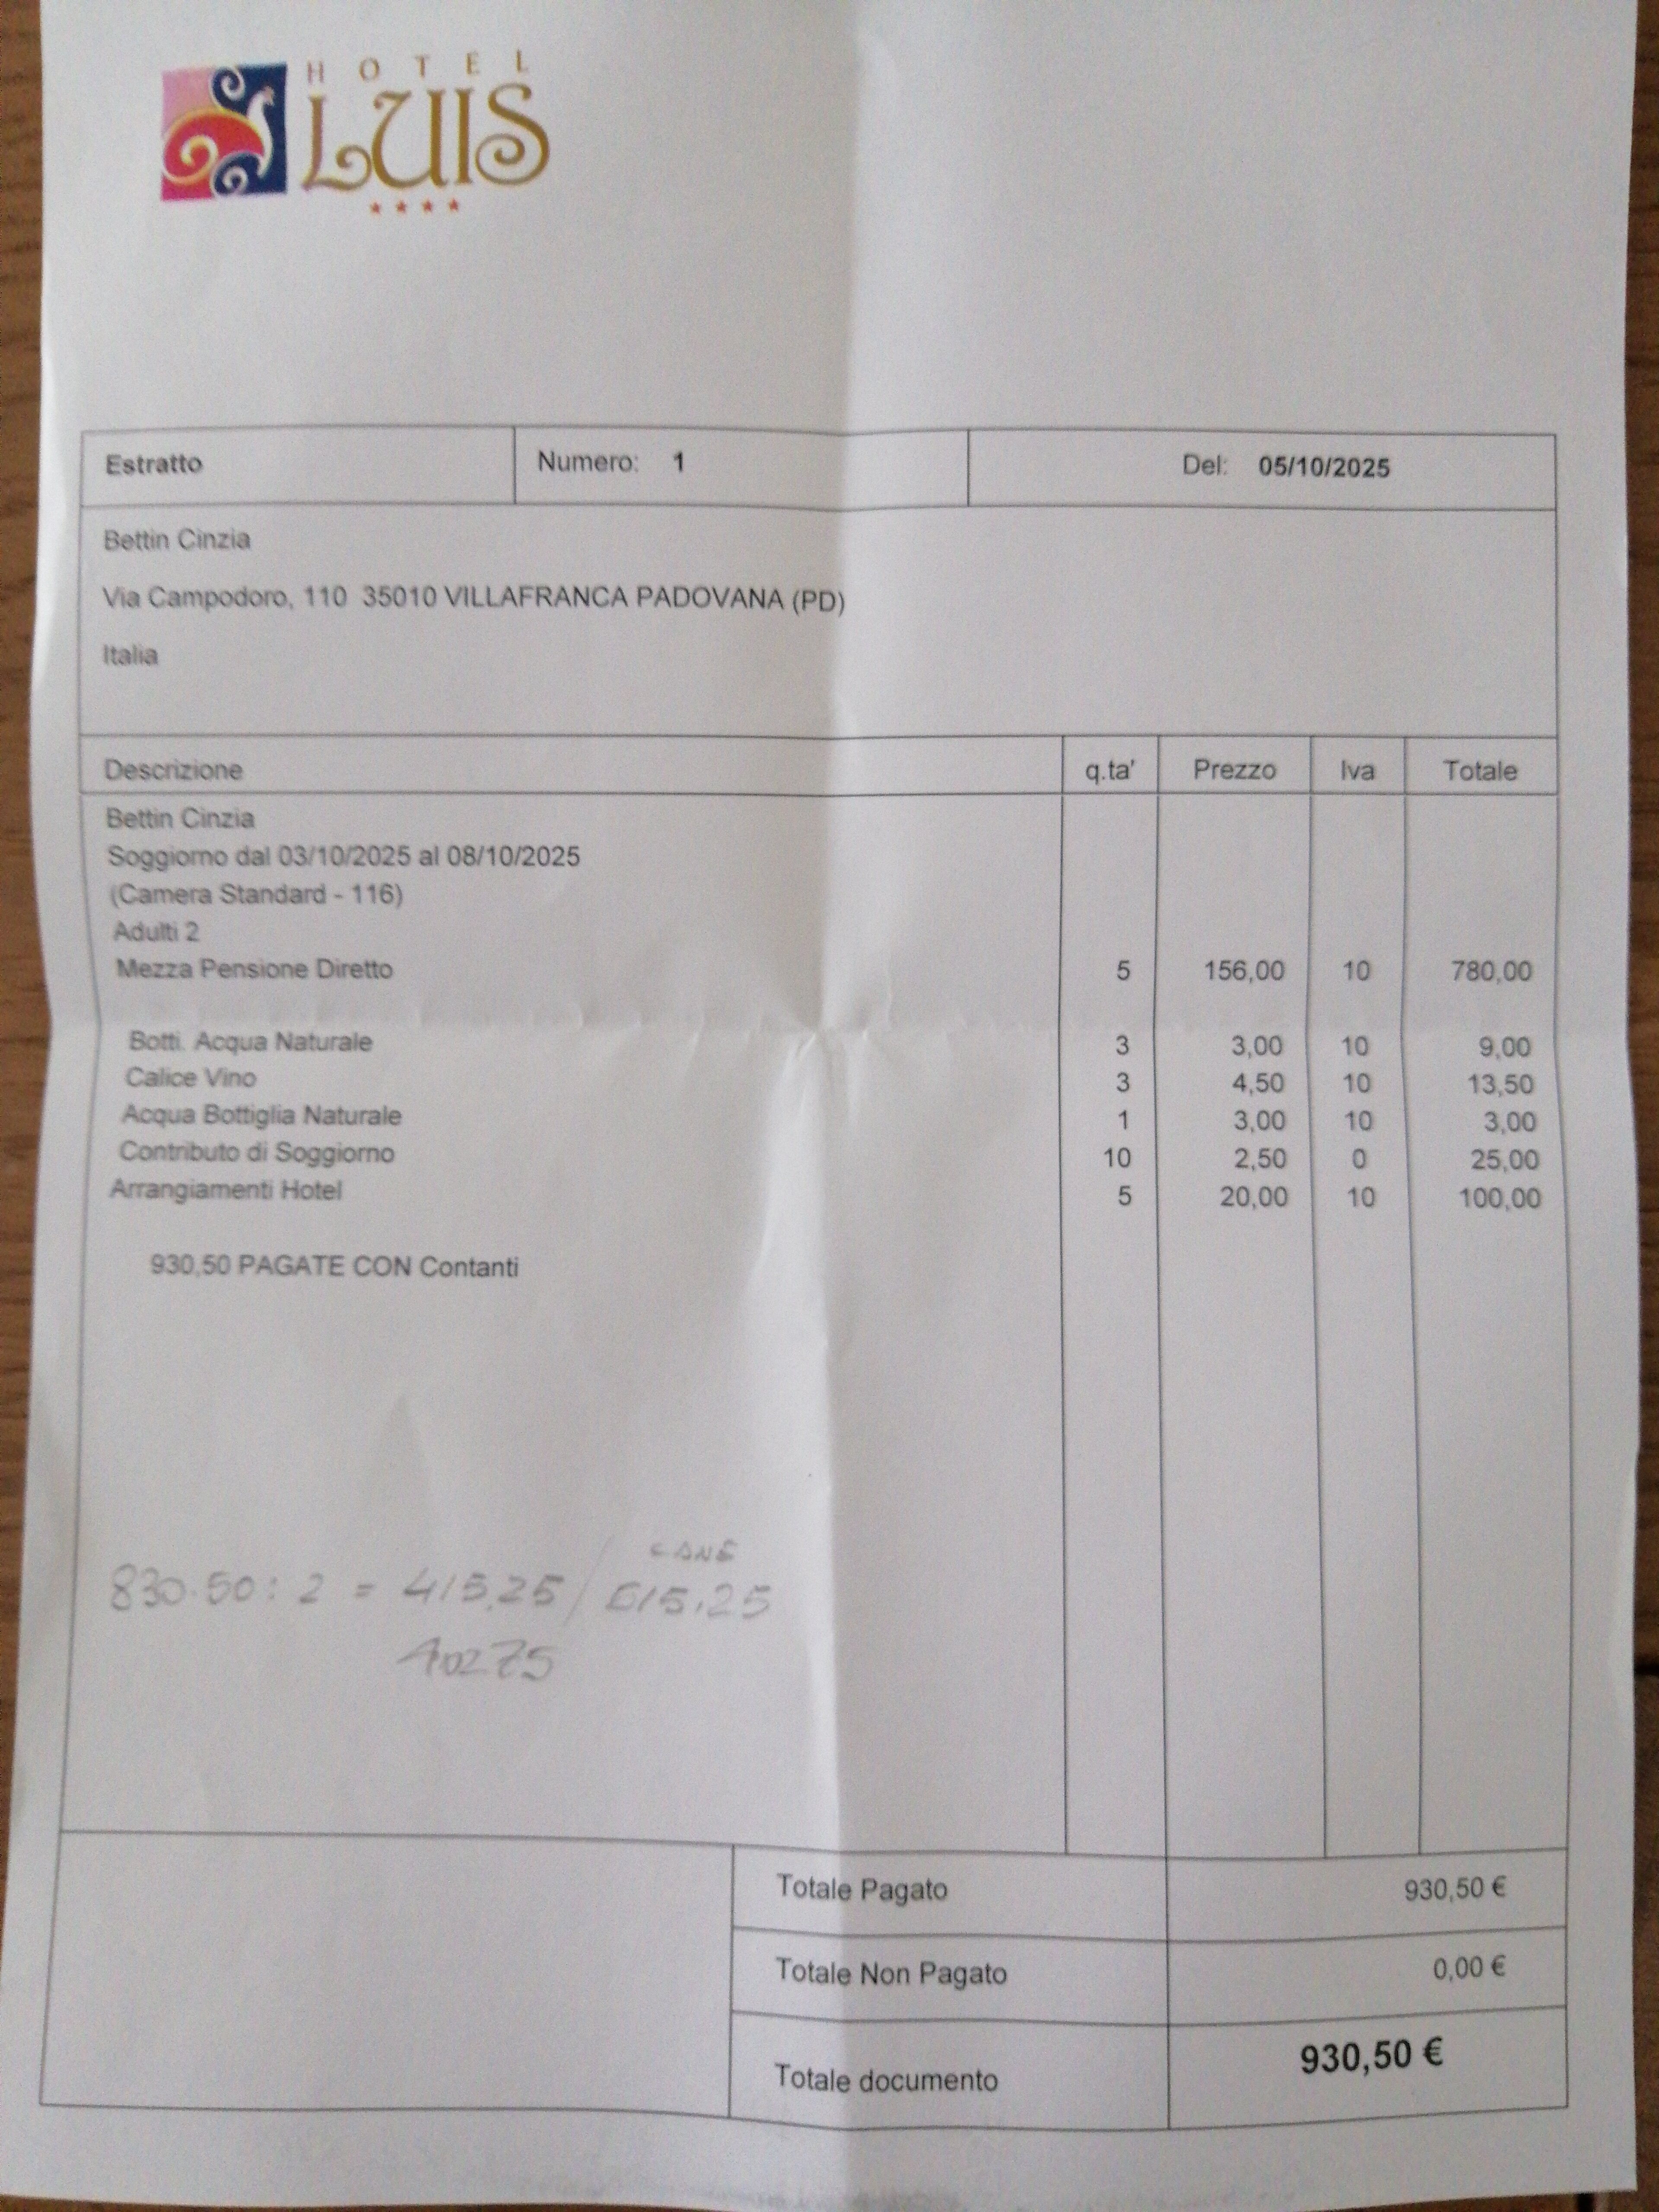 HOTEL
LUIS
Estratto Numero: 1 Del: 05/10/2025
Bettin Cinzia
Via Campodoro, 110 35010 VILLAFRANCA PADOVANA (PD)
Italia
Descrizione q.ta' Prezzo Iva Totale
Bettin Cinzia
Soggiorno dal 03/10/2025 al 08/10/2025
(Camera Standard - 116)
Adulti 2
Mezza Pensione Diretto 5 156,00 10 780,00
Botti. Acqua Naturale 3 3,00 10 9,00
Calice Vino 3 4,50 10 13,50
Acqua Bottiglia Naturale 1 3,00 10 3,00
Contributo di Soggiorno 10 2,50 0 25,00
Arrangiamenti Hotel 5 20,00 10 100,00
930,50 PAGATE CON Contanti
CANE
830.50 : 2 = 415.25 / 515.25
40275
Totale Pagato 930,50 €
Totale Non Pagato 0,00 €
Totale documento 930,50 €